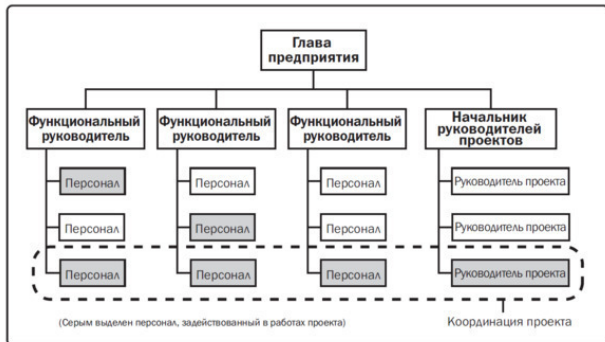 Глава
предприятия
Функциональный
руководитель
Функциональный
руководитель
Функциональный
руководитель
Начальник
руководителей
проектов
Персонал
Персонал
Персонал
Руководитель проекта
Персонал
Персонал
Персонал
Руководитель проекта
Персонал
Персонал
Персонал
Руководитель проекта
(Серым выделен персонал, задействованный в работах проекта)
Координация проекта